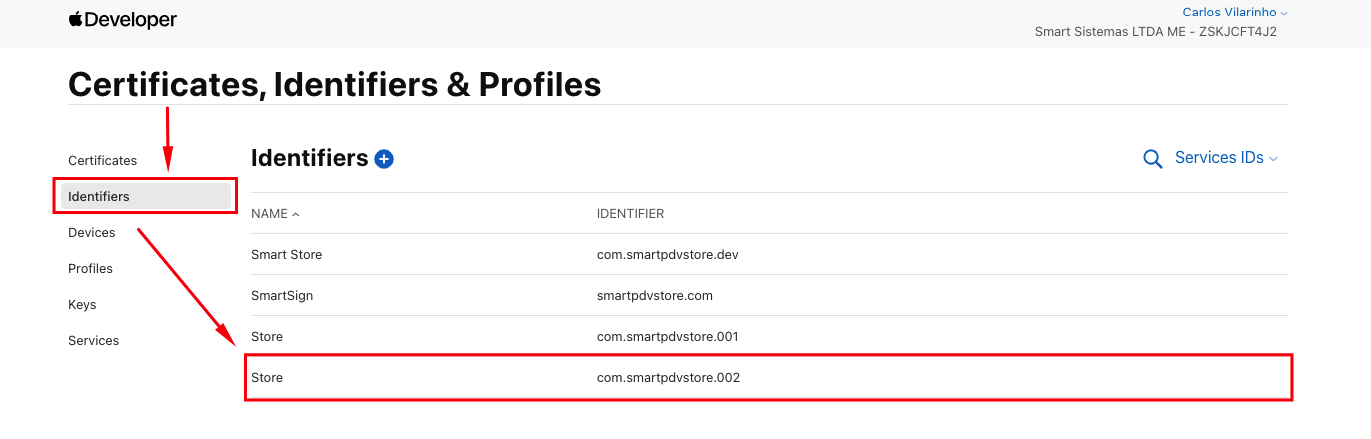 Developer
Carlos Vilarinho
Smart Sistemas LTDA ME - ZSKJCFT4J2
Certificates, Identifiers & Profiles
Certificates
Identifiers
Devices
Profiles
Keys
Services
Identifiers
Services IDs
NAME IDENTIFIER
Smart Store com.smartpdvstore.dev
SmartSign smartpdvstore.com
Store com.smartpdvstore.001
Store com.smartpdvstore.002